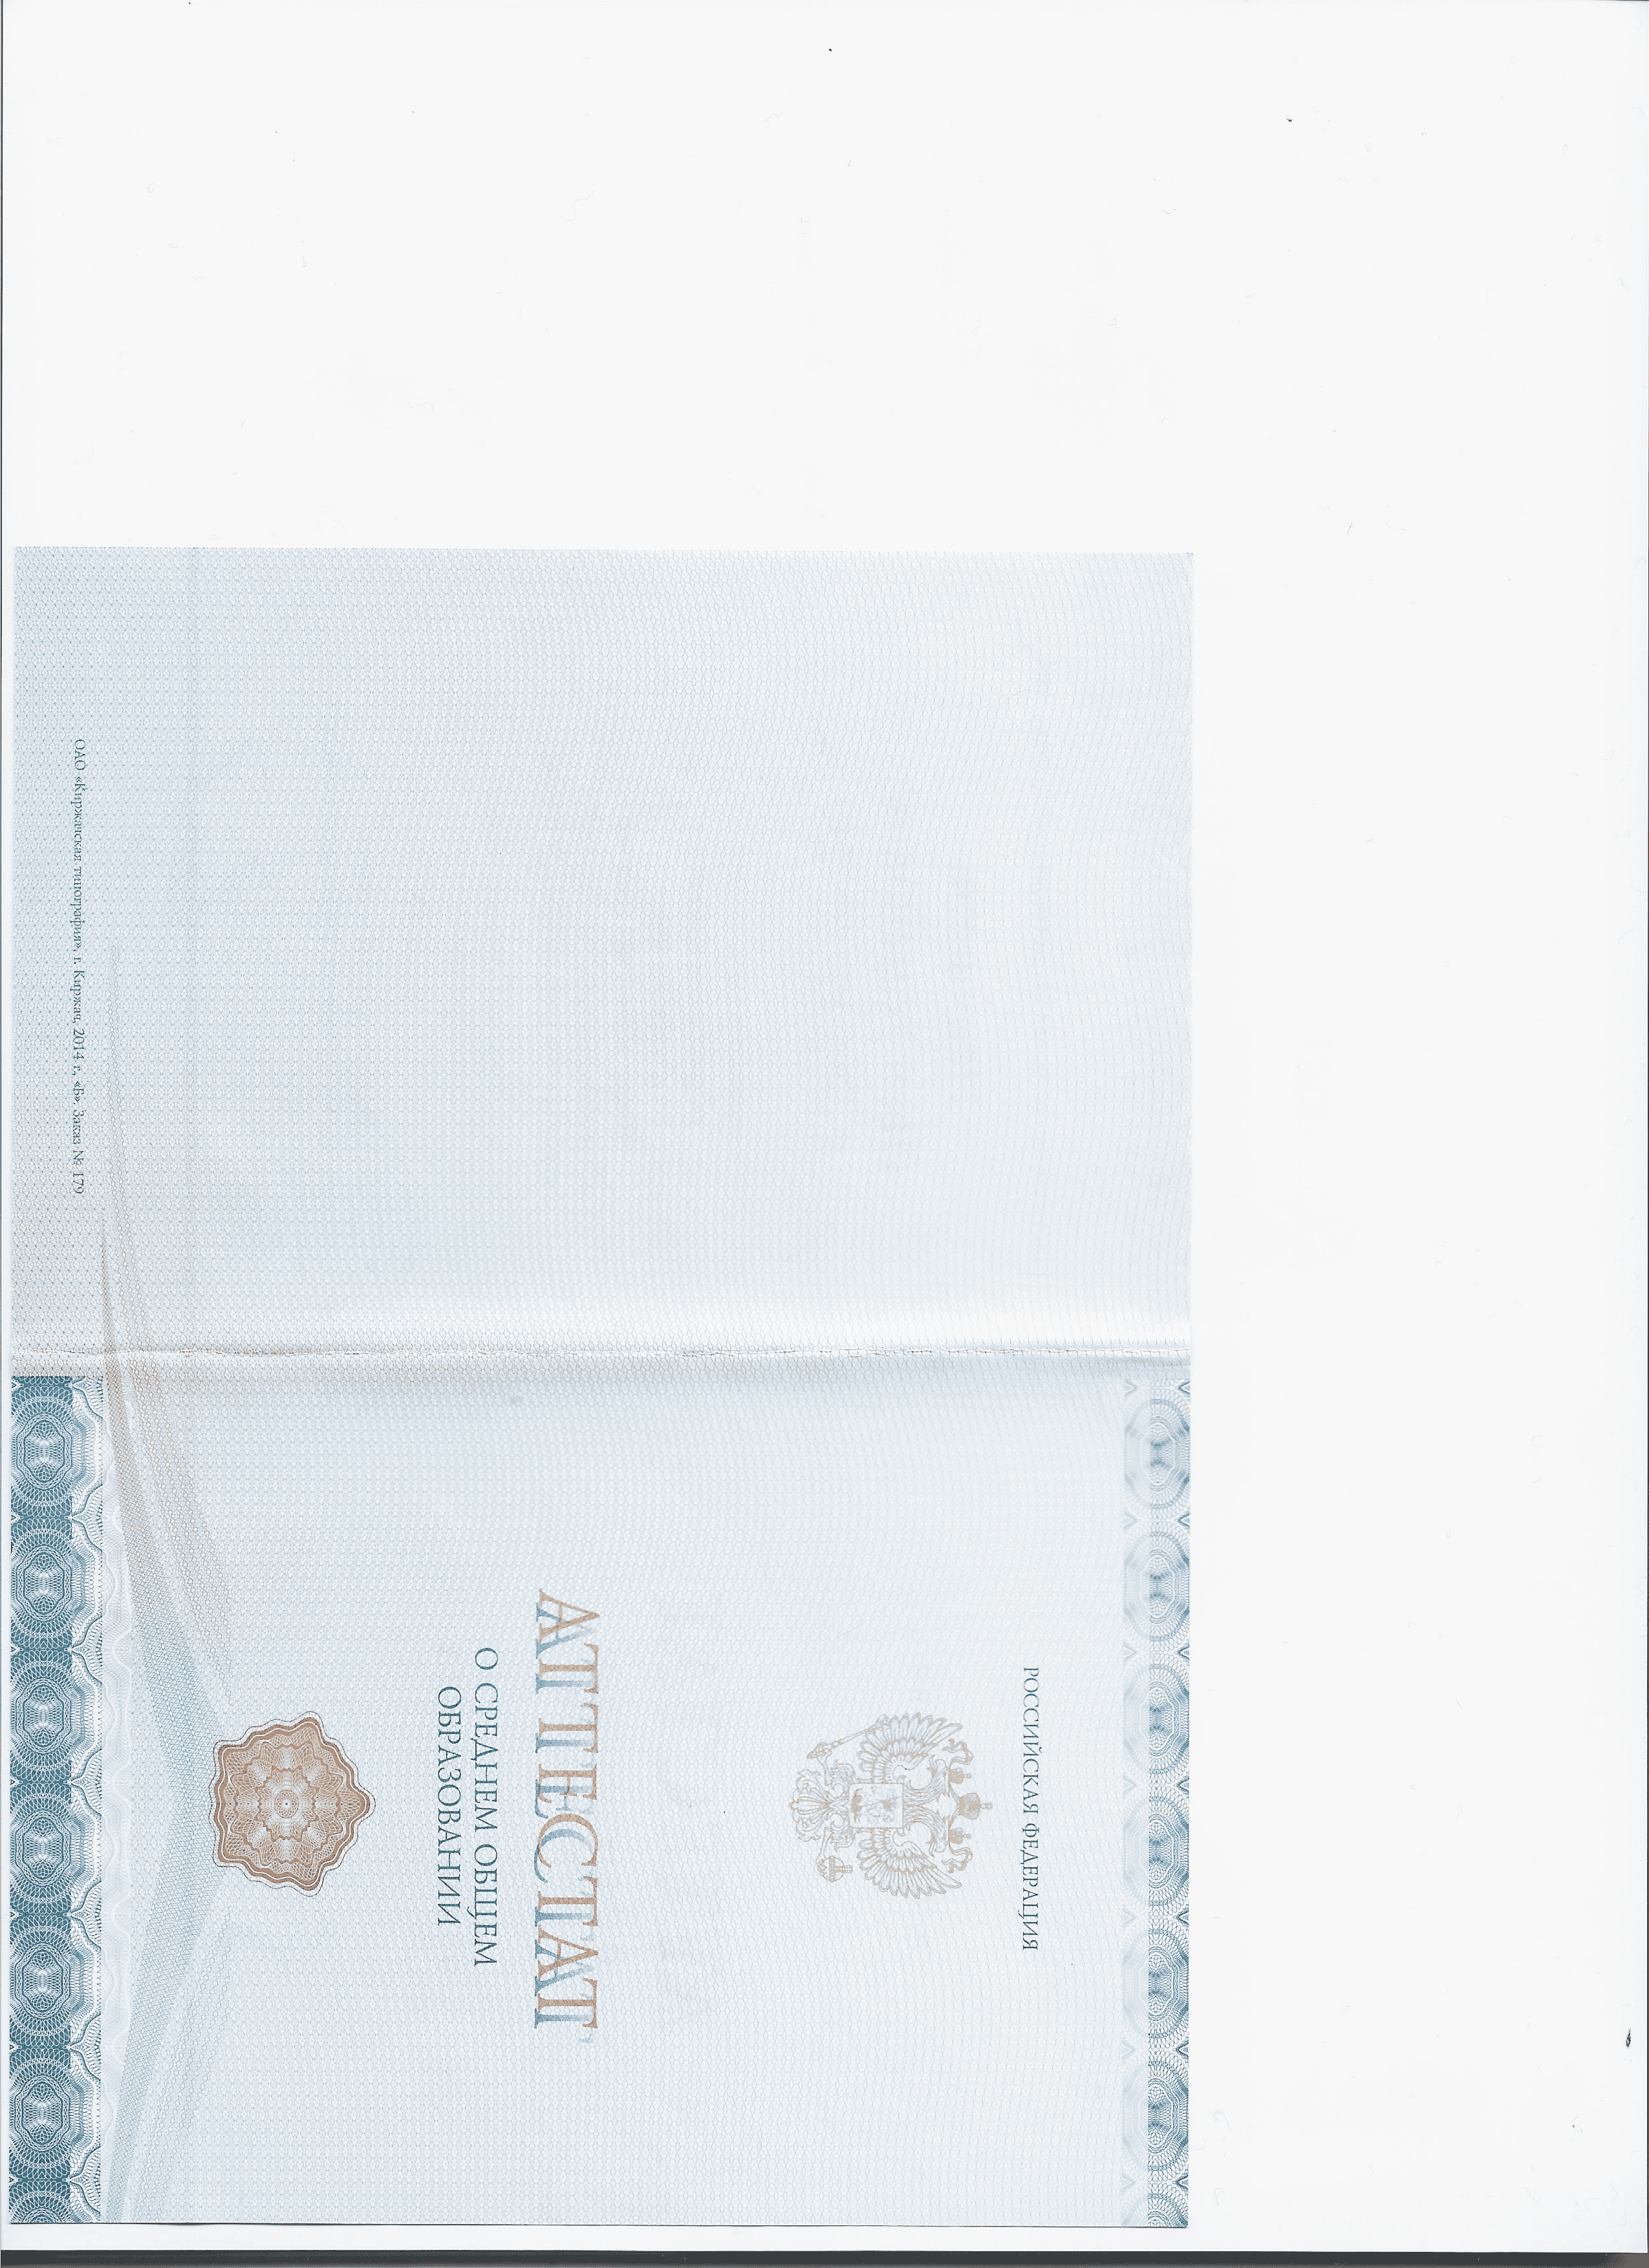 РОССИЙСКАЯ ФЕДЕРАЦИЯ
АТТЕСТАТ
О СРЕДНЕМ ОБЩЕМ
ОБРАЗОВАНИИ
ОАО «Киржачская типография», г. Киржач, 2014 г., «Б». Заказ № 179